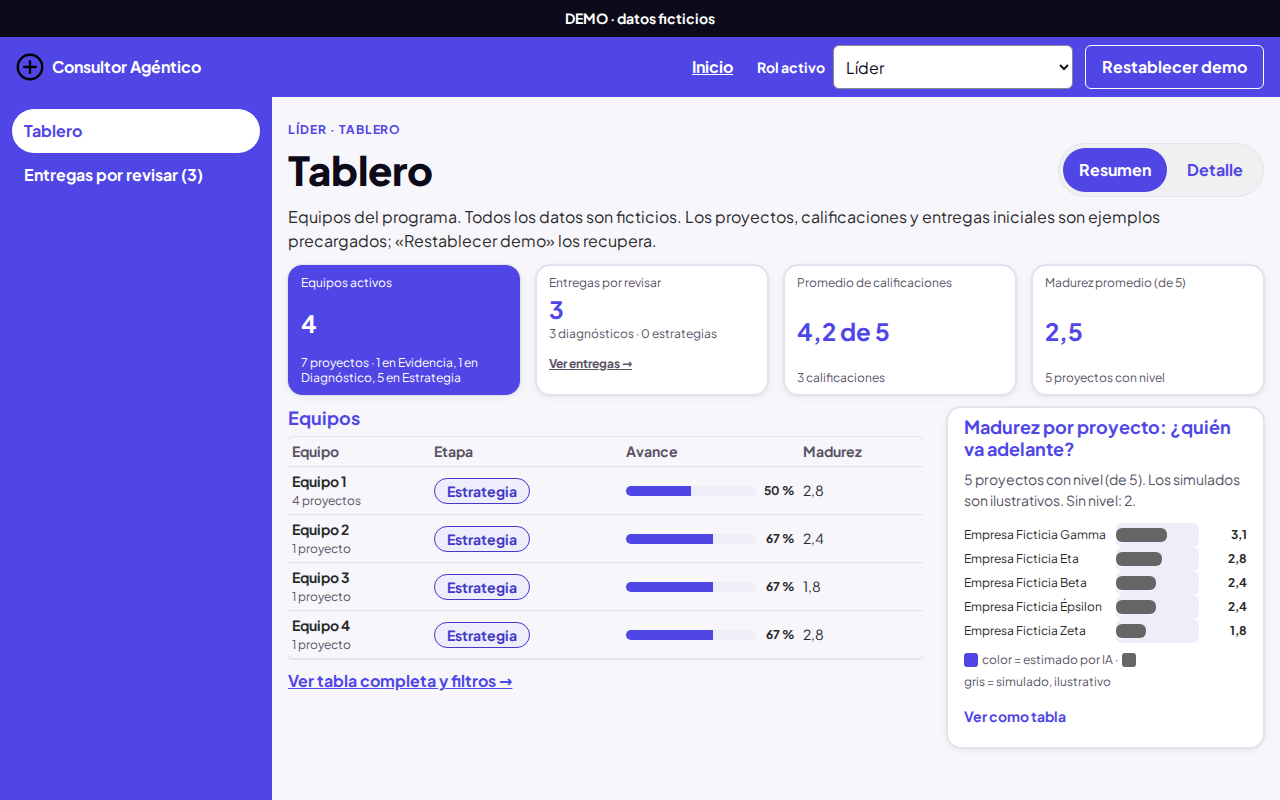 DEMO · datos ficticios
Consultor Agéntico
Inicio
Rol activo
Líder
Restablecer demo
Tablero
Entregas por revisar (3)
LÍDER · TABLERO
Tablero
Resumen
Detalle
Equipos del programa. Todos los datos son ficticios. Los proyectos, calificaciones y entregas iniciales son ejemplos
precargados; «Restablecer demo» los recupera.
Equipos activos
4
7 proyectos · 1 en Evidencia, 1 en
Diagnóstico, 5 en Estrategia
Entregas por revisar
3
3 diagnósticos · 0 estrategias
Ver entregas →
Promedio de calificaciones
4,2 de 5
3 calificaciones
Madurez promedio (de 5)
2,5
5 proyectos con nivel
Equipos
Equipo Etapa Avance Madurez
Equipo 1 Estrategia 50 % 2,8
4 proyectos
Equipo 2 Estrategia 67 % 2,4
1 proyecto
Equipo 3 Estrategia 67 % 1,8
1 proyecto
Equipo 4 Estrategia 67 % 2,8
1 proyecto
Ver tabla completa y filtros →
Madurez por proyecto: ¿quién
va adelante?
5 proyectos con nivel (de 5). Los simulados
son ilustrativos. Sin nivel: 2.
Empresa Ficticia Gamma 3,1
Empresa Ficticia Eta 2,8
Empresa Ficticia Beta 2,4
Empresa Ficticia Épsilon 2,4
Empresa Ficticia Zeta 1,8
color = estimado por IA ·
gris = simulado, ilustrativo
Ver como tabla